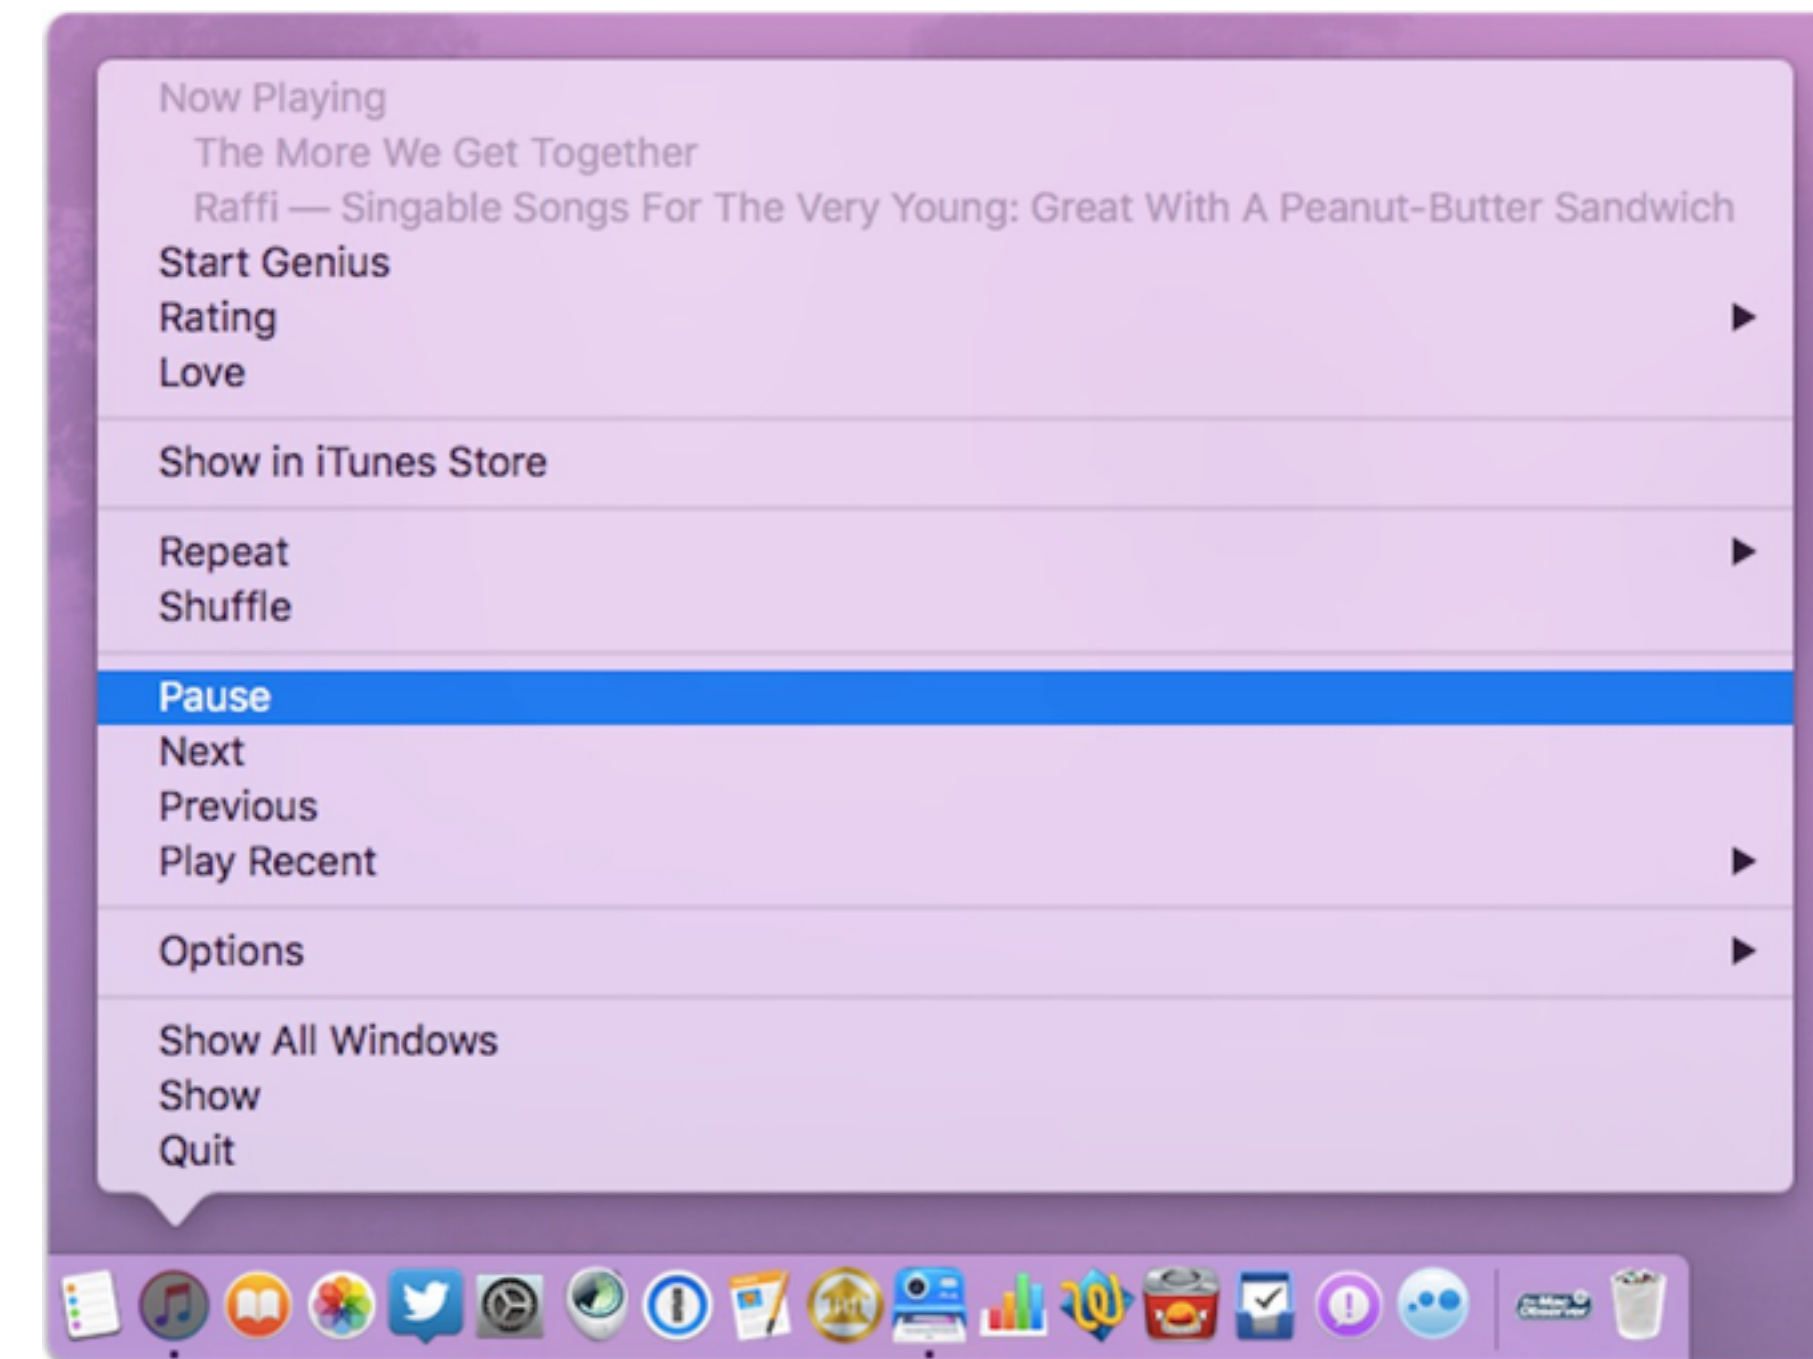 Now Playing
The More We Get Together
Raffi — Singable Songs For The Very Young: Great With A Peanut-Butter Sandwich
Start Genius
Rating
Love
Show in iTunes Store
Repeat
Shuffle
Pause
Next
Previous
Play Recent
Options
Show All Windows
Show
Quit